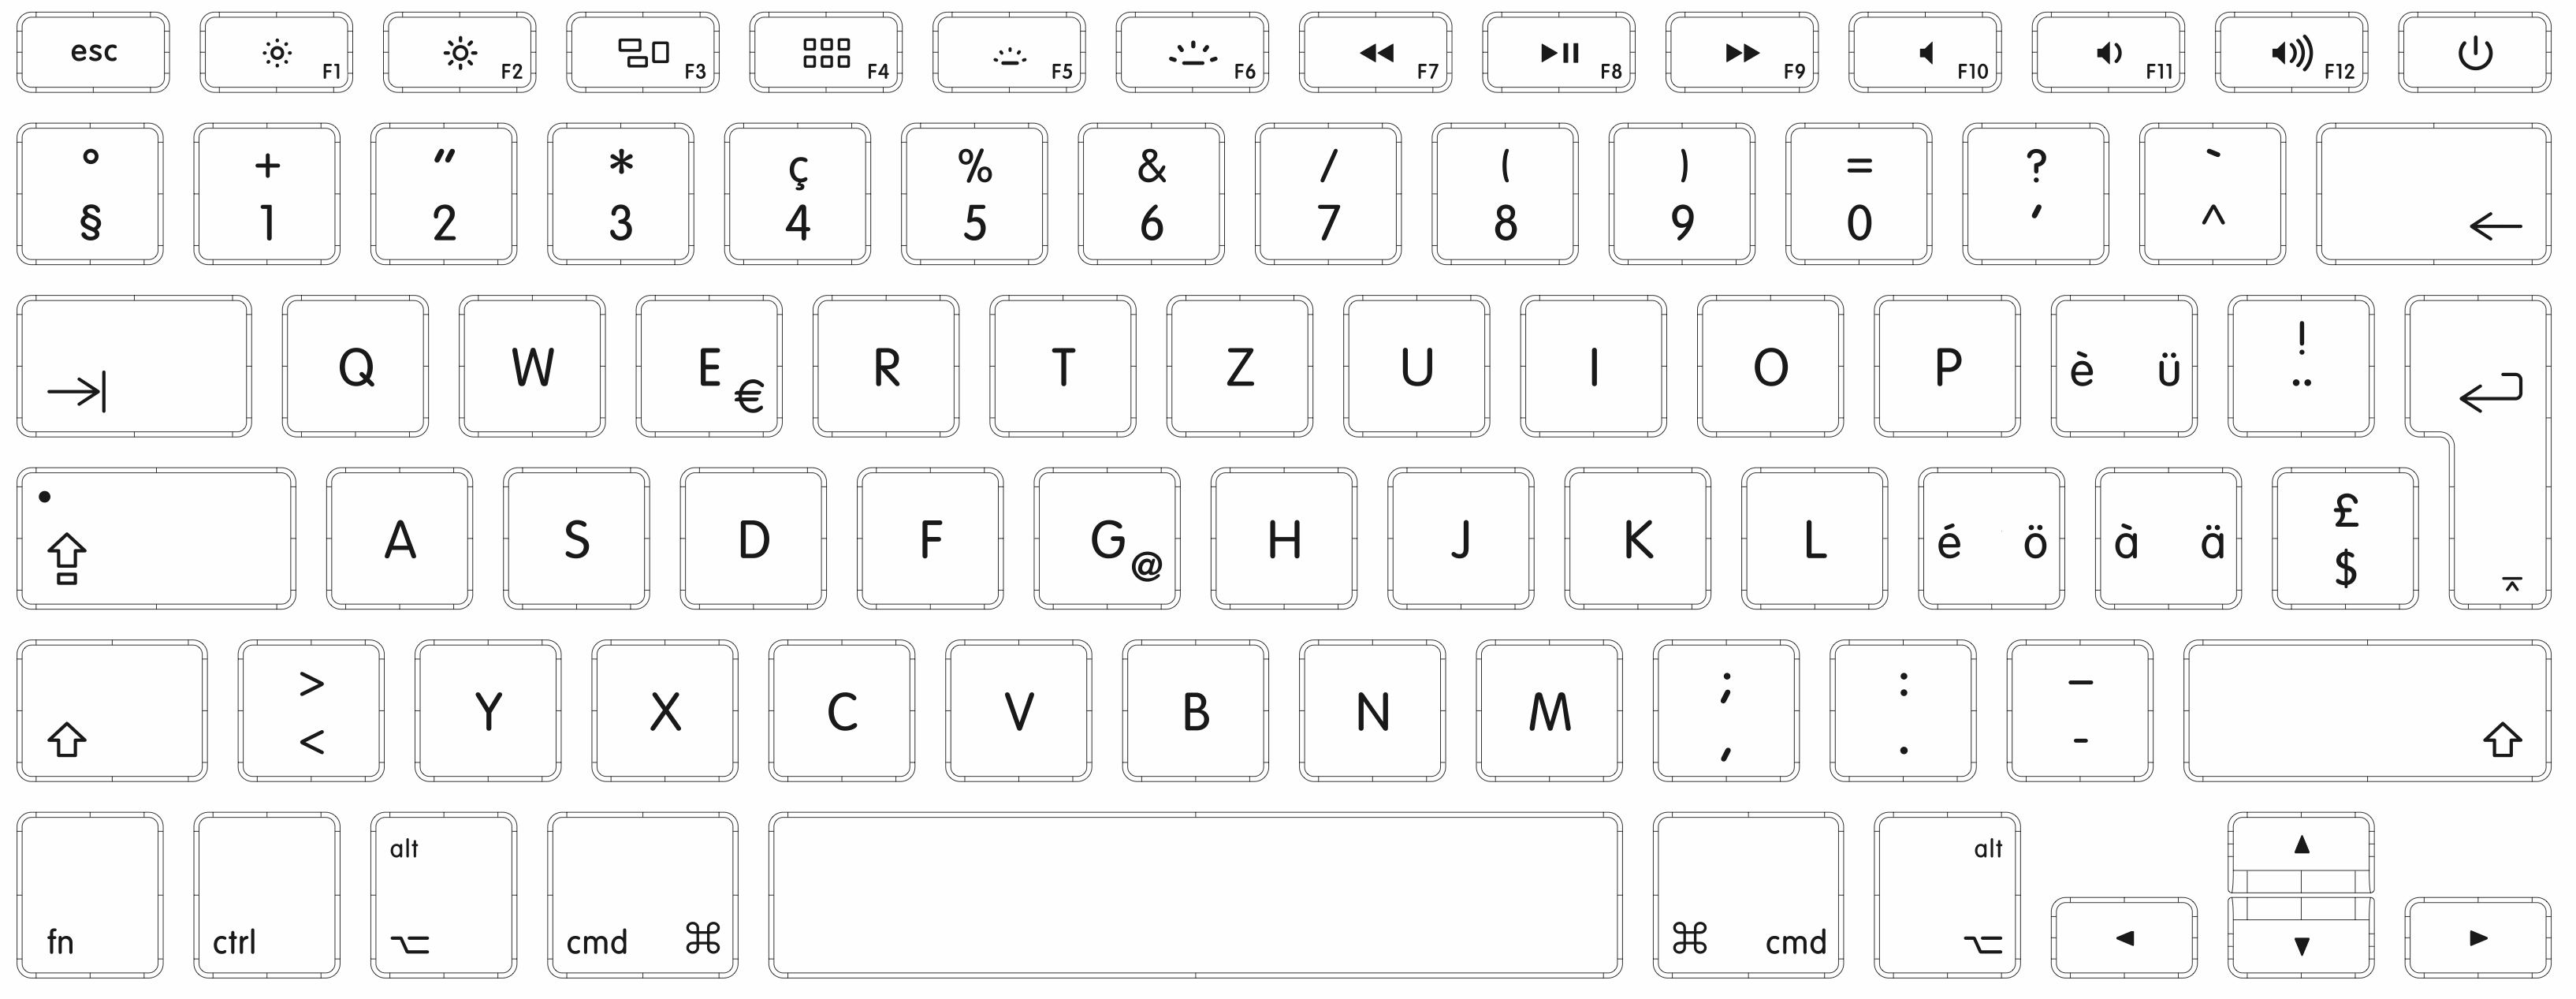 esc F1 F2 F3 F4 F5 F6 F7 F8 F9 F10 F11 F12
° + ″ * ç % & / ( ) = ? `
§ 1 2 3 4 5 6 7 8 9 0 ′ ^
Q W E € R T Z U I O P è ü ! ¨
A S D F G @ H J K L é ö à ä £ $
> Y X C V B N M ; : _
< , . -
alt alt
fn ctrl ⌥ cmd ⌘ ⌘ cmd ⌥